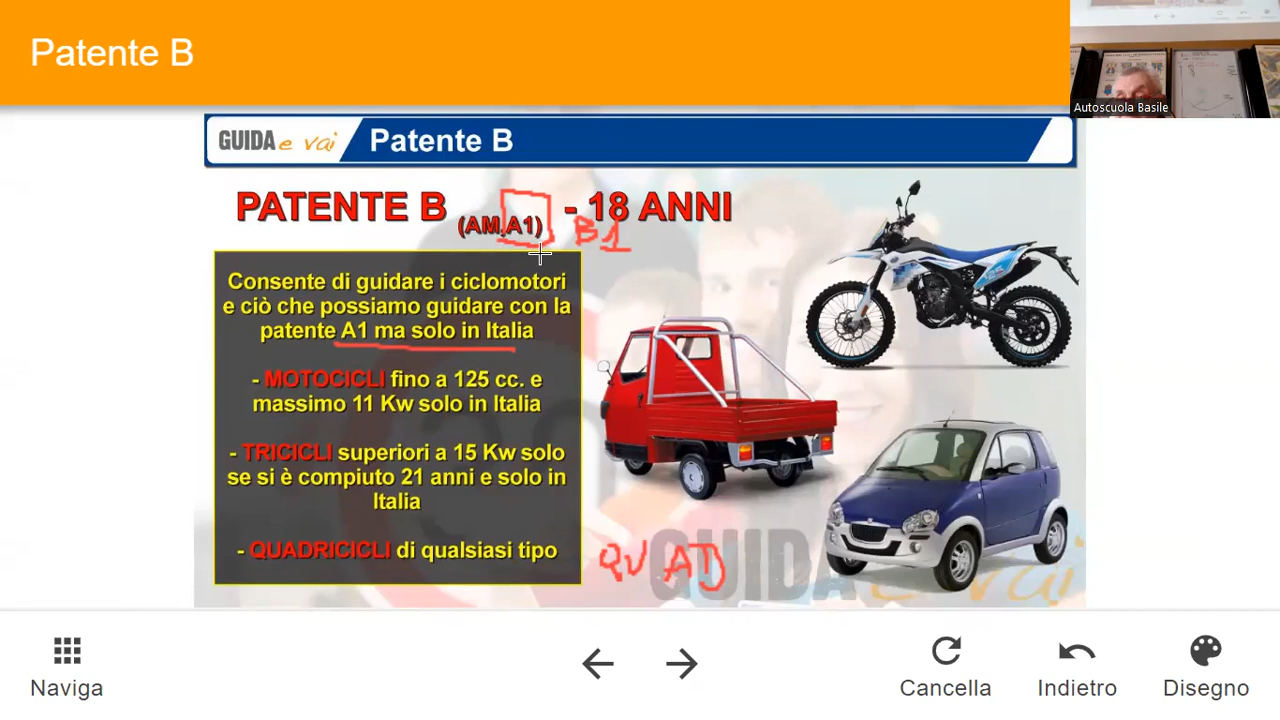 Patente B
Autoscuola Basile
GUIDA e vai Patente B
PATENTE B (AM,A1) - 18 ANNI
B1
Consente di guidare i ciclomotori
e ciò che possiamo guidare con la
patente A1 ma solo in Italia
- MOTOCICLI fino a 125 cc. e
massimo 11 Kw solo in Italia
- TRICICLI superiori a 15 Kw solo
se si è compiuto 21 anni e solo in
Italia
- QUADRICICLI di qualsiasi tipo
QUAD
GUIDA e vai
Naviga
Cancella
Indietro
Disegno